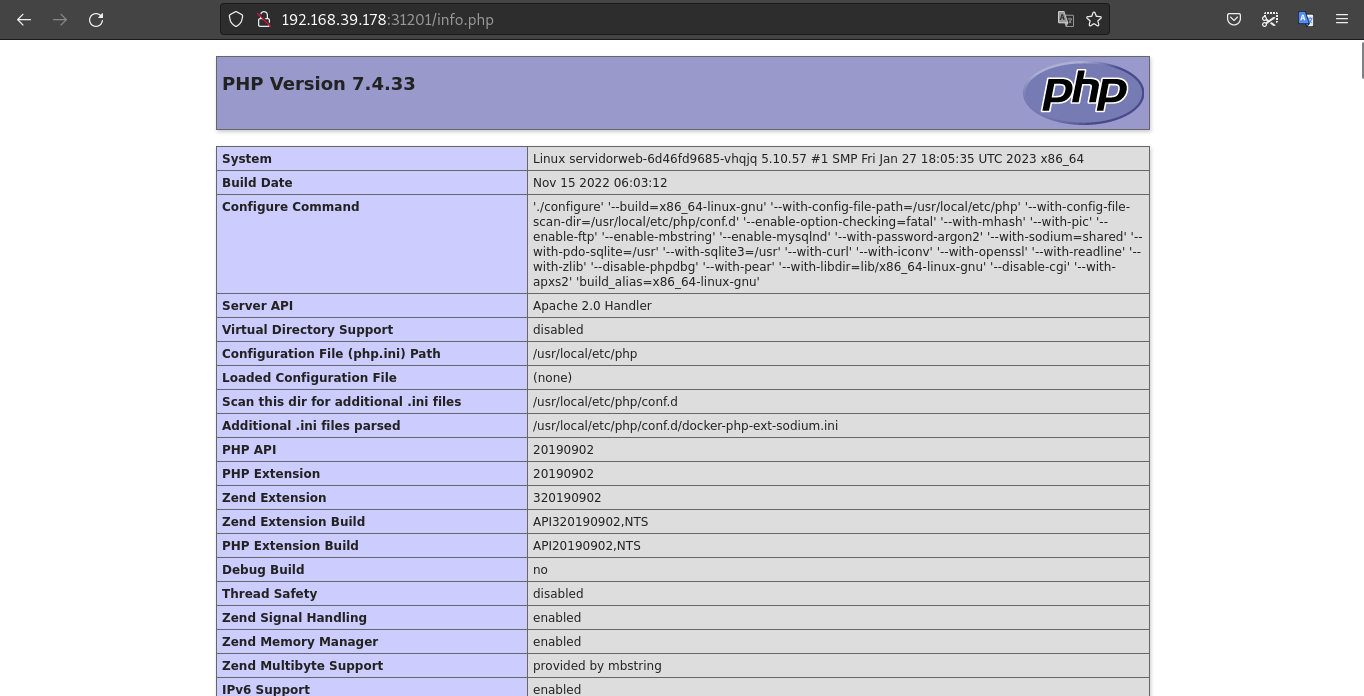 192.168.39.178:31201/info.php
PHP Version 7.4.33
php
System Linux servidorweb-6d46fd9685-vhqjq 5.10.57 #1 SMP Fri Jan 27 18:05:35 UTC 2023 x86_64
Build Date Nov 15 2022 06:03:12
Configure Command './configure' '--build=x86_64-linux-gnu' '--with-config-file-path=/usr/local/etc/php' '--with-config-file-
scan-dir=/usr/local/etc/php/conf.d' '--enable-option-checking=fatal' '--with-mhash' '--with-pic' '--
enable-ftp' '--enable-mbstring' '--enable-mysqlnd' '--with-password-argon2' '--with-sodium=shared' '--
with-pdo-sqlite=/usr' '--with-sqlite3=/usr' '--with-curl' '--with-iconv' '--with-openssl' '--with-readline' '--
with-zlib' '--disable-phpdbg' '--with-pear' '--with-libdir=lib/x86_64-linux-gnu' '--disable-cgi' '--with-
apxs2' 'build_alias=x86_64-linux-gnu'
Server API Apache 2.0 Handler
Virtual Directory Support disabled
Configuration File (php.ini) Path /usr/local/etc/php
Loaded Configuration File (none)
Scan this dir for additional .ini files /usr/local/etc/php/conf.d
Additional .ini files parsed /usr/local/etc/php/conf.d/docker-php-ext-sodium.ini
PHP API 20190902
PHP Extension 20190902
Zend Extension 320190902
Zend Extension Build API320190902,NTS
PHP Extension Build API20190902,NTS
Debug Build no
Thread Safety disabled
Zend Signal Handling enabled
Zend Memory Manager enabled
Zend Multibyte Support provided by mbstring
IPv6 Support enabled